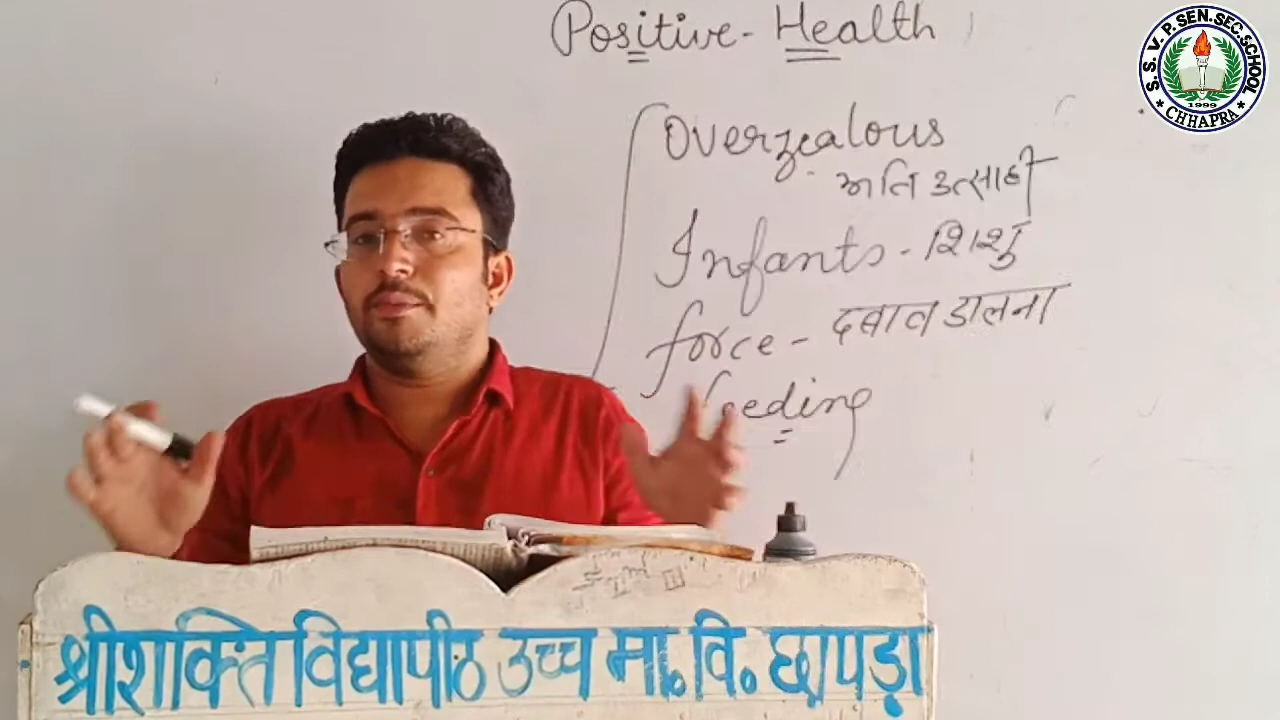 Positive - Health
Overzealous
अति उत्साही
Infants - शिशु
force - दबाव डालना
feeding
S. S. V. P. SEN. SEC. SCHOOL
1999
CHHAPRA
श्री शक्ति विद्यापीठ उच्च मा. वि. छापड़ा